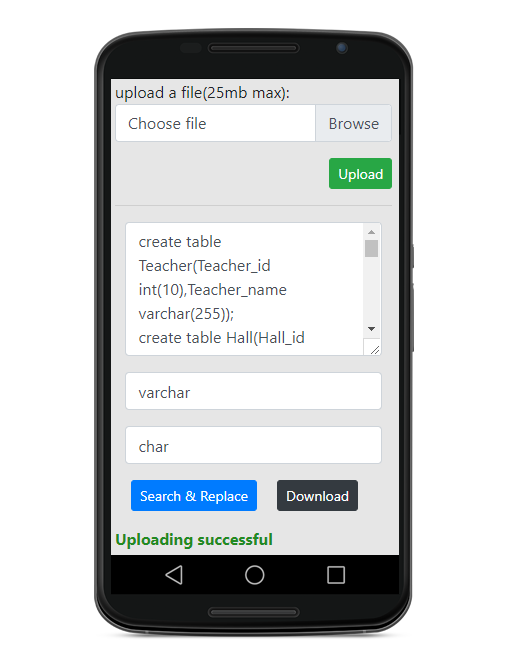 upload a file(25mb max):
Choose file Browse
Upload
create table
Teacher(Teacher_id
int(10),Teacher_name
varchar(255));
create table Hall(Hall_id
varchar
char
Search & Replace Download
Uploading successful